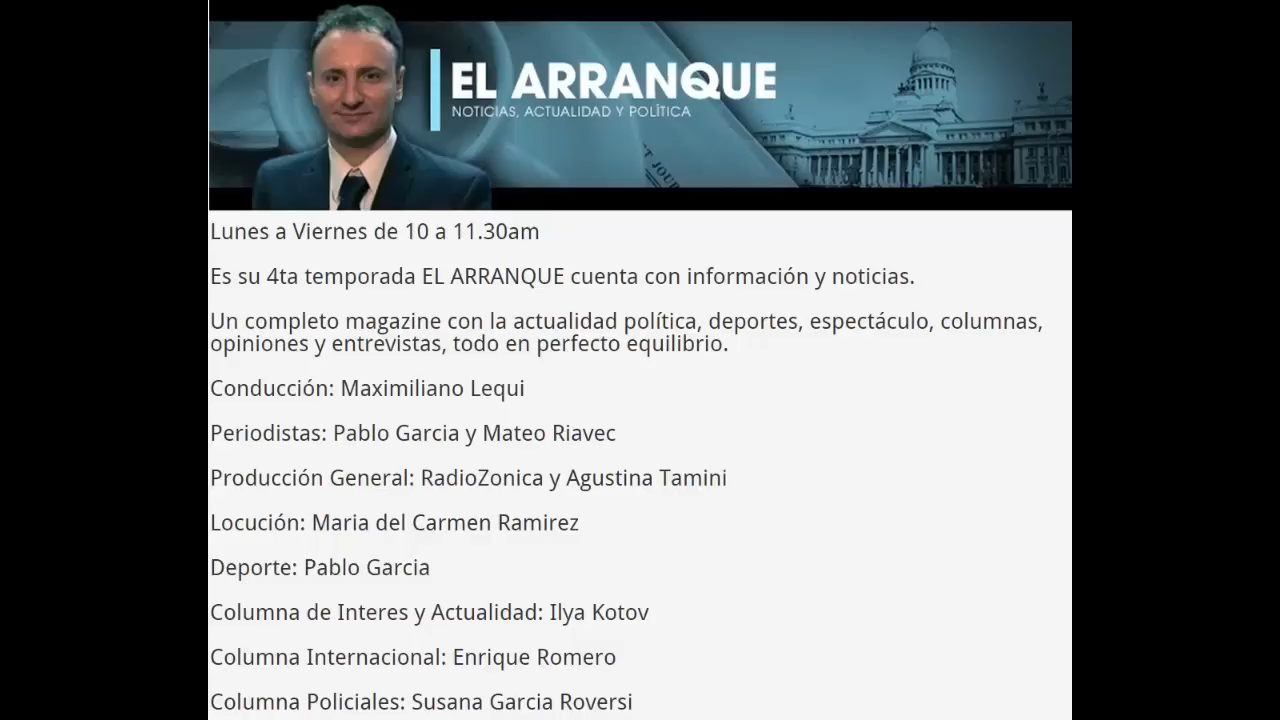 EL ARRANQUE
NOTICIAS, ACTUALIDAD Y POLÍTICA
Lunes a Viernes de 10 a 11.30am
Es su 4ta temporada EL ARRANQUE cuenta con información y noticias.
Un completo magazine con la actualidad política, deportes, espectáculo, columnas,
opiniones y entrevistas, todo en perfecto equilibrio.
Conducción: Maximiliano Lequi
Periodistas: Pablo Garcia y Mateo Riavec
Producción General: RadioZonica y Agustina Tamini
Locución: Maria del Carmen Ramirez
Deporte: Pablo Garcia
Columna de Interes y Actualidad: Ilya Kotov
Columna Internacional: Enrique Romero
Columna Policiales: Susana Garcia Roversi